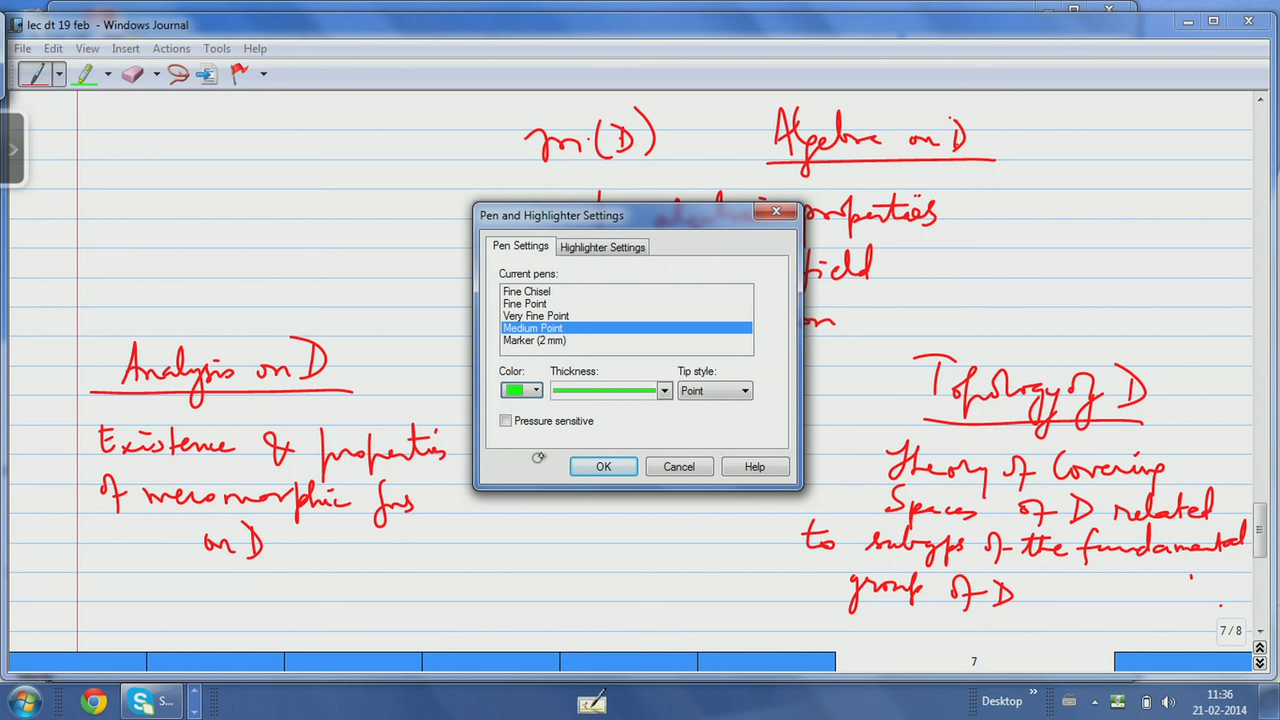 lec dt 19 feb - Windows Journal
File Edit View Insert Actions Tools Help
m(D)
Algebra on D
properties
field
Pen and Highlighter Settings
Pen Settings Highlighter Settings
Current pens:
Fine Chisel
Fine Point
Very Fine Point
Medium Point
Marker (2 mm)
Color: Thickness: Tip style:
Point
Pressure sensitive
OK Cancel Help
Analysis on D
Existence & properties
of meromorphic fns
on D
Topology of D
Theory of Covering
Spaces of D related
to subgps of the fundamental
group of D
7 / 8
7
S...
Desktop
11:36
21-02-2014